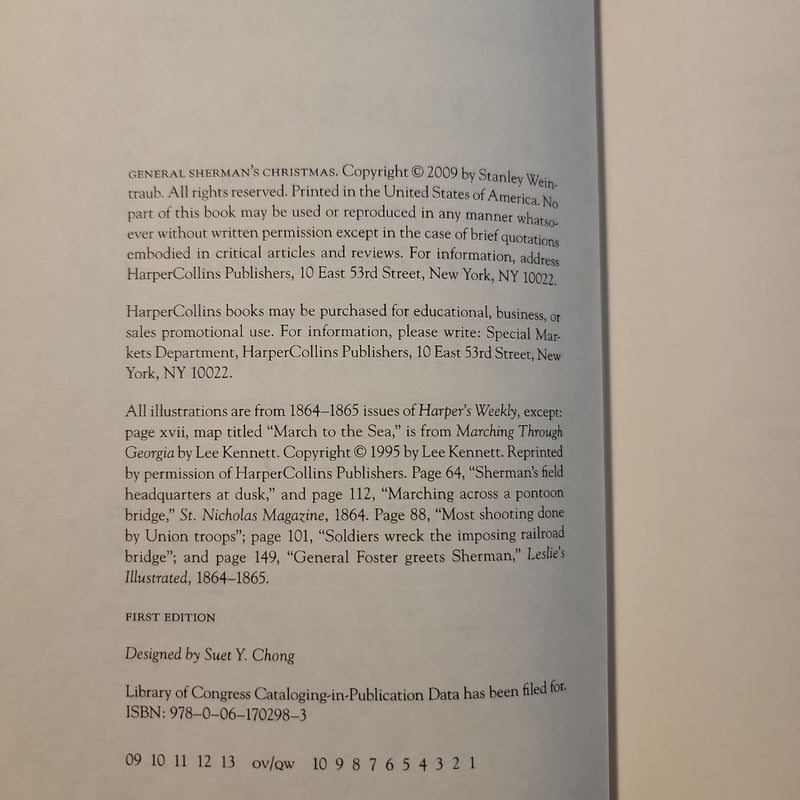 GENERAL SHERMAN'S CHRISTMAS. Copyright © 2009 by Stanley Wein-
traub. All rights reserved. Printed in the United States of America. No
part of this book may be used or reproduced in any manner whatso-
ever without written permission except in the case of brief quotations
embodied in critical articles and reviews. For information, address
HarperCollins Publishers, 10 East 53rd Street, New York, NY 10022.
HarperCollins books may be purchased for educational, business, or
sales promotional use. For information, please write: Special Mar-
kets Department, HarperCollins Publishers, 10 East 53rd Street, New
York, NY 10022.
All illustrations are from 1864–1865 issues of Harper's Weekly, except:
page xvii, map titled “March to the Sea,” is from Marching Through
Georgia by Lee Kennett. Copyright © 1995 by Lee Kennett. Reprinted
by permission of HarperCollins Publishers. Page 64, “Sherman's field
headquarters at dusk,” and page 112, “Marching across a pontoon
bridge,” St. Nicholas Magazine, 1864. Page 88, “Most shooting done
by Union troops”; page 101, “Soldiers wreck the imposing railroad
bridge”; and page 149, “General Foster greets Sherman,” Leslie's
Illustrated, 1864–1865.
FIRST EDITION
Designed by Suet Y. Chong
Library of Congress Cataloging-in-Publication Data has been filed for.
ISBN: 978–0–06–170298–3
09 10 11 12 13 OV/QW 10 9 8 7 6 5 4 3 2 1